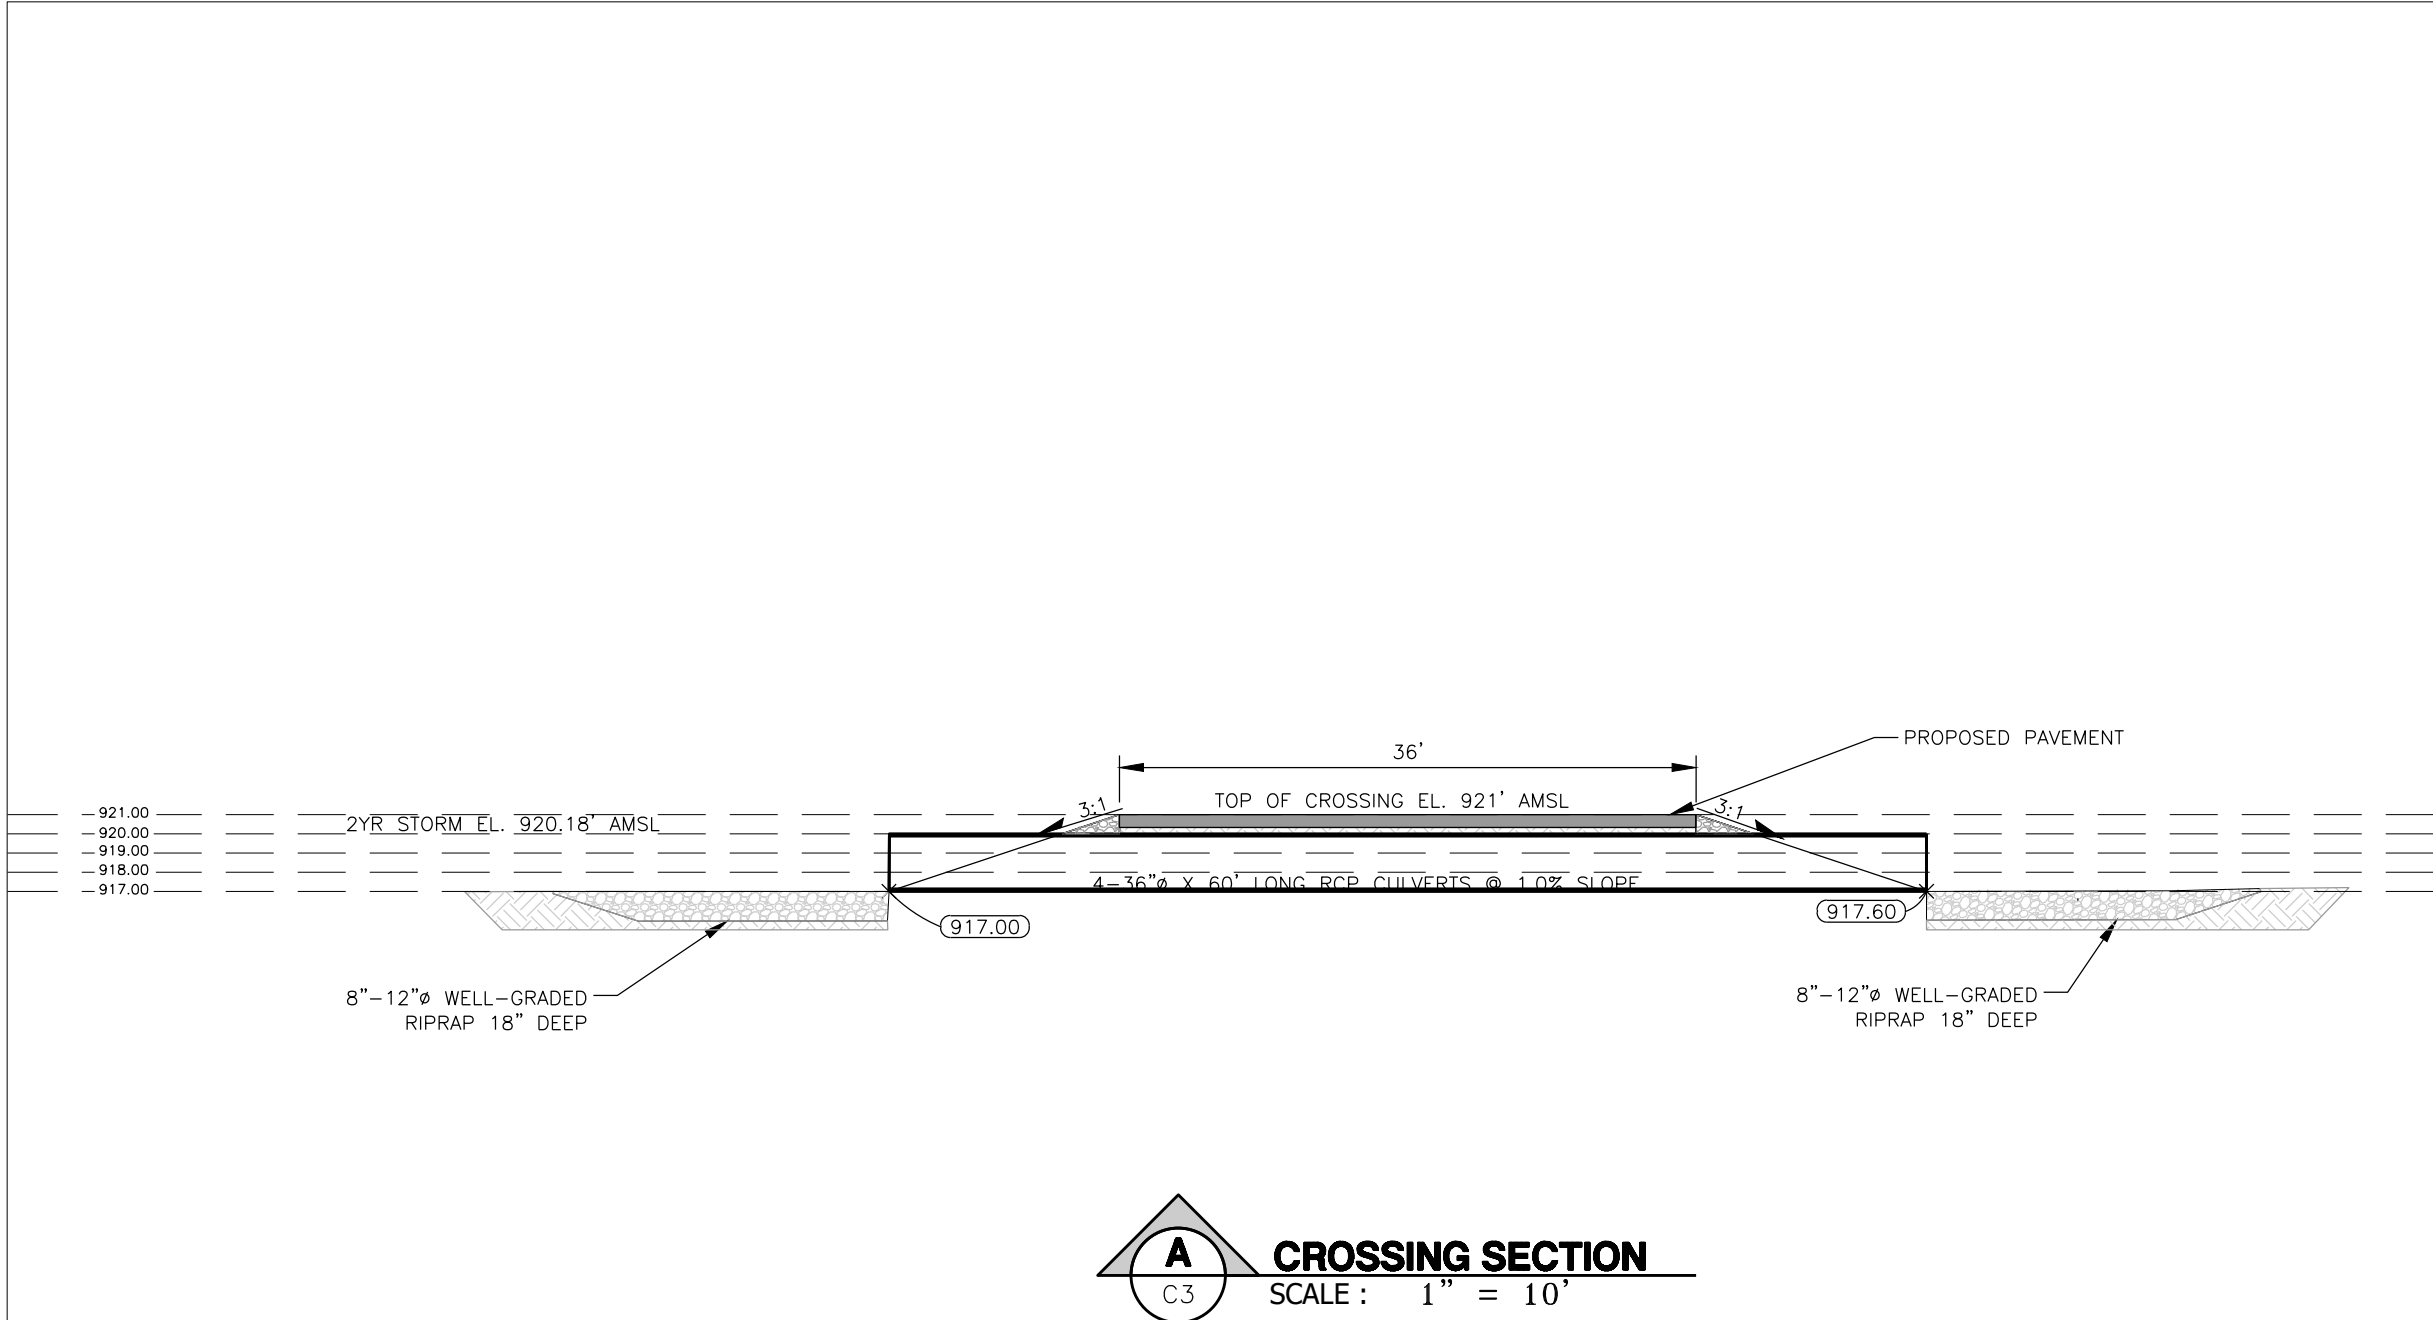 PROPOSED PAVEMENT
36'
TOP OF CROSSING EL. 921' AMSL
3:1
3:1
921.00
920.00
919.00
918.00
917.00
2YR STORM EL. 920.18' AMSL
4-36"ø X 60' LONG RCP CULVERTS @ 1.0% SLOPE
917.00
917.60
8"-12"ø WELL-GRADED
RIPRAP 18" DEEP
8"-12"ø WELL-GRADED
RIPRAP 18" DEEP
A
C3
CROSSING SECTION
SCALE : 1" = 10'